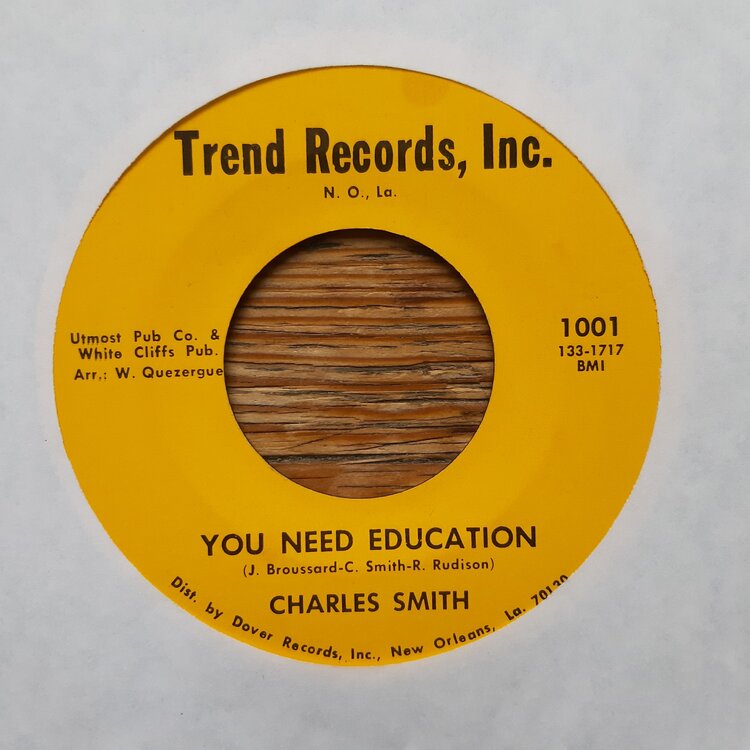 Trend Records, Inc.
N. O., La.
Utmost Pub Co. &
White Cliffs Pub.
Arr.: W. Quezergue
1001
133-1717
BMI
YOU NEED EDUCATION
(J. Broussard-C. Smith-R. Rudison)
CHARLES SMITH
Dist. by Dover Records, Inc., New Orleans, La. 70130